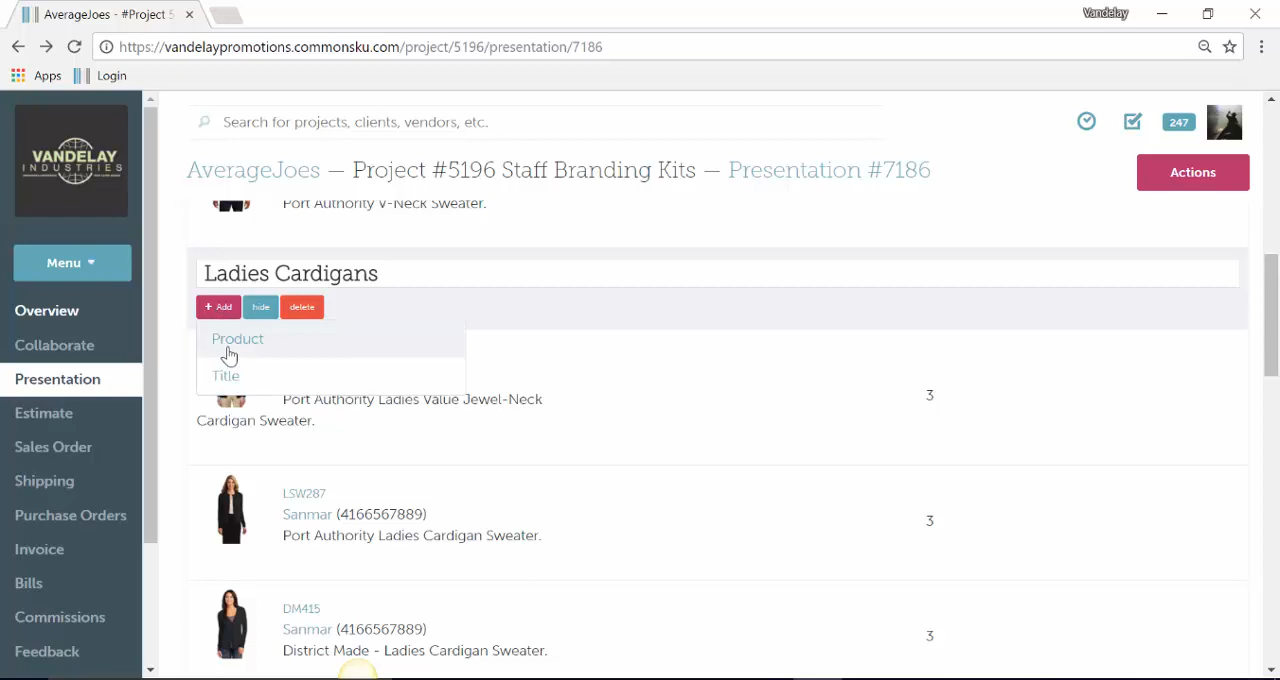 AverageJoes - #Project 5
Vandelay
https://vandelaypromotions.commonsku.com/project/5196/presentation/7186
Apps
Login
VANDELAY
INDUSTRIES
Menu
Overview
Collaborate
Presentation
Estimate
Sales Order
Shipping
Purchase Orders
Invoice
Bills
Commissions
Feedback
Search for projects, clients, vendors, etc.
247
AverageJoes — Project #5196 Staff Branding Kits — Presentation #7186
Actions
Port Authority V-Neck Sweater.
Ladies Cardigans
+ Add
hide
delete
Product
Title
Port Authority Ladies Value Jewel-Neck
Cardigan Sweater.
3
LSW287
Sanmar (4166567889)
Port Authority Ladies Cardigan Sweater.
3
DM415
Sanmar (4166567889)
District Made - Ladies Cardigan Sweater.
3